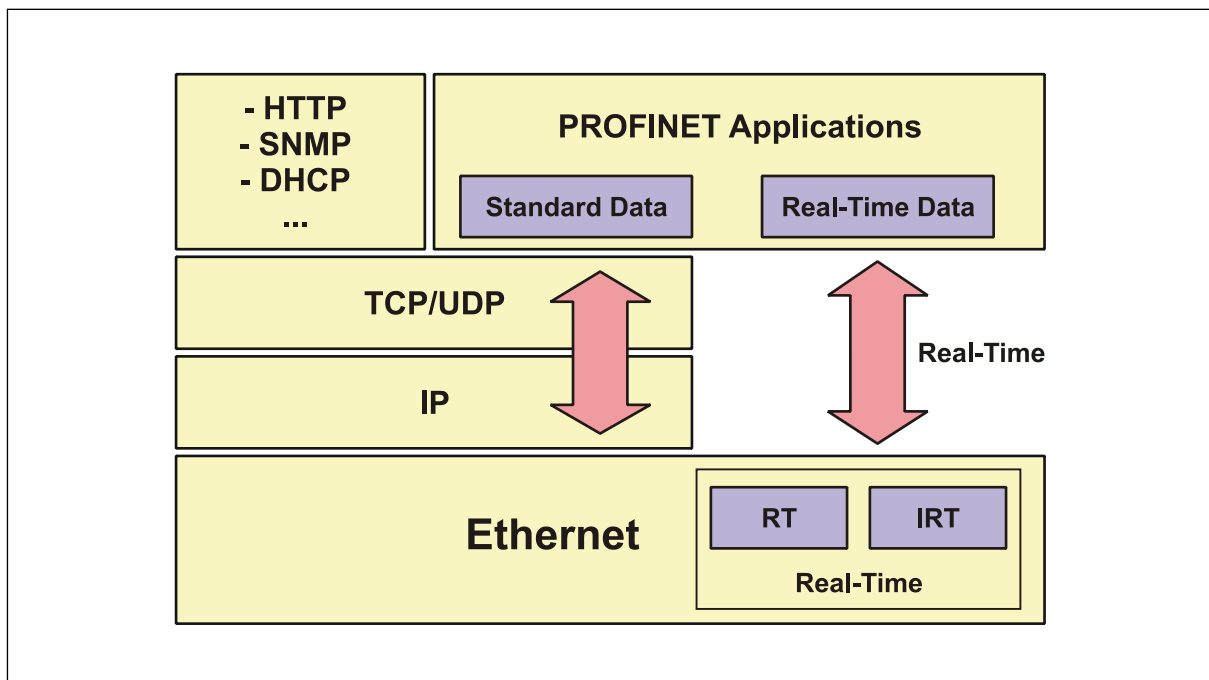 - HTTP
- SNMP
- DHCP
...
PROFINET Applications
Standard Data
Real-Time Data
TCP/UDP
Real-Time
IP
Ethernet
RT
IRT
Real-Time